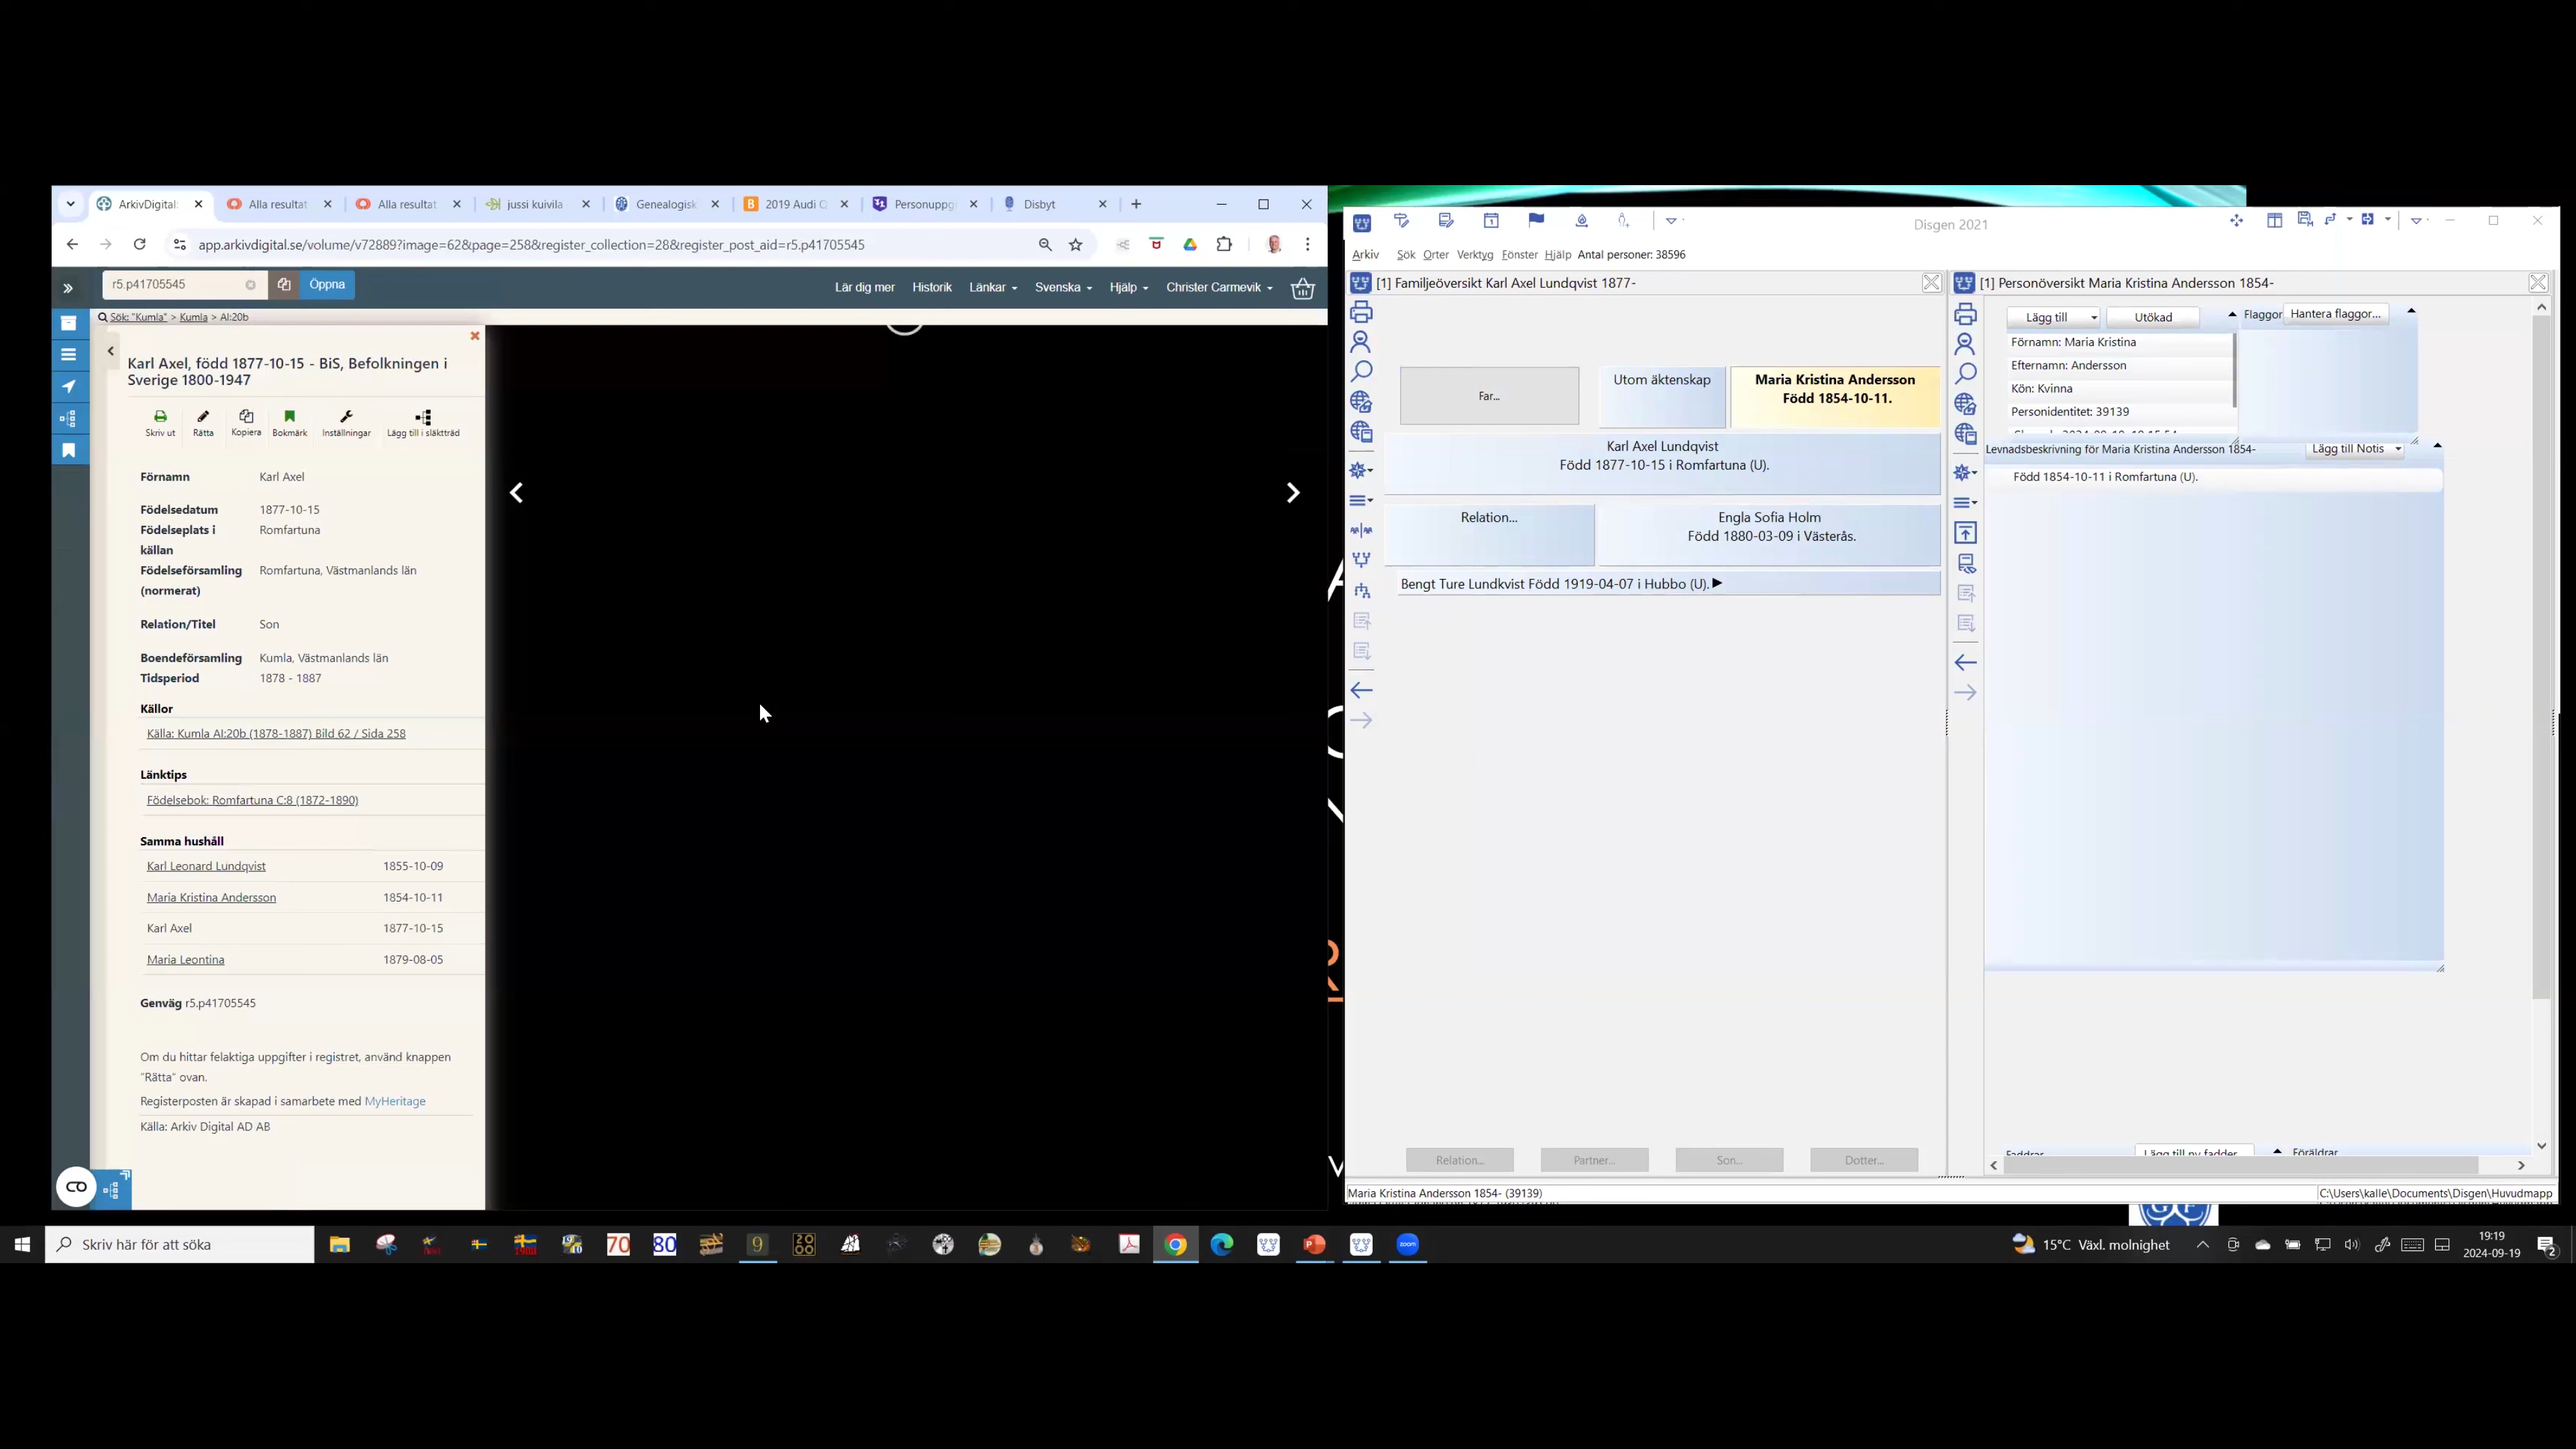 ArkivDigital:
Alla resultat
Alla resultat
jussi kuivila
Genealogisk
2019 Audi Q
Personuppg
Disbyt
app.arkivdigital.se/volume/v72889?image=62&page=258&register_collection=28&register_post_aid=r5.p41705545
r5.p41705545
Öppna
Lär dig mer
Historik
Länkar
Svenska
Hjälp
Christer Carmevik
Sök: "Kumla" > Kumla > AI:20b
Karl Axel, född 1877-10-15 - BiS, Befolkningen i
Sverige 1800-1947
Skriv ut
Rätta
Kopiera
Bokmärk
Inställningar
Lägg till i släktträd
Förnamn Karl Axel
Födelsedatum 1877-10-15
Födelseplats i Romfartuna
källan
Födelseförsamling Romfartuna, Västmanlands län
(normerat)
Relation/Titel Son
Boendeförsamling Kumla, Västmanlands län
Tidsperiod 1878 - 1887
Källor
Källa: Kumla AI:20b (1878-1887) Bild 62 / Sida 258
Länktips
Födelsebok: Romfartuna C:8 (1872-1890)
Samma hushåll
Karl Leonard Lundqvist 1855-10-09
Maria Kristina Andersson 1854-10-11
Karl Axel 1877-10-15
Maria Leontina 1879-08-05
Genväg r5.p41705545
Om du hittar felaktiga uppgifter i registret, använd knappen
"Rätta" ovan.
Registerposten är skapad i samarbete med MyHeritage
Källa: Arkiv Digital AD AB
Disgen 2021
Arkiv Sök Orter Verktyg Fönster Hjälp Antal personer: 38596
[1] Familjeöversikt Karl Axel Lundqvist 1877-
Far...
Utom äktenskap
Maria Kristina Andersson
Född 1854-10-11.
Karl Axel Lundqvist
Född 1877-10-15 i Romfartuna (U).
Relation...
Engla Sofia Holm
Född 1880-03-09 i Västerås.
Bengt Ture Lundkvist Född 1919-04-07 i Hubbo (U).
Relation...
Partner...
Son...
Dotter...
[1] Personöversikt Maria Kristina Andersson 1854-
Lägg till
Utökad
Flaggor
Hantera flaggor...
Förnamn: Maria Kristina
Efternamn: Andersson
Kön: Kvinna
Personidentitet: 39139
Levnadsbeskrivning för Maria Kristina Andersson 1854-
Lägg till Notis
Född 1854-10-11 i Romfartuna (U).
Faddrar
Lägg till ny fadder
Föräldrar
Maria Kristina Andersson 1854- (39139)
C:\Users\kalle\Documents\Disgen\Huvudmapp
Skriv här för att söka
70
80
9
zoom
15°C Växl. molnighet
19:19
2024-09-19
2